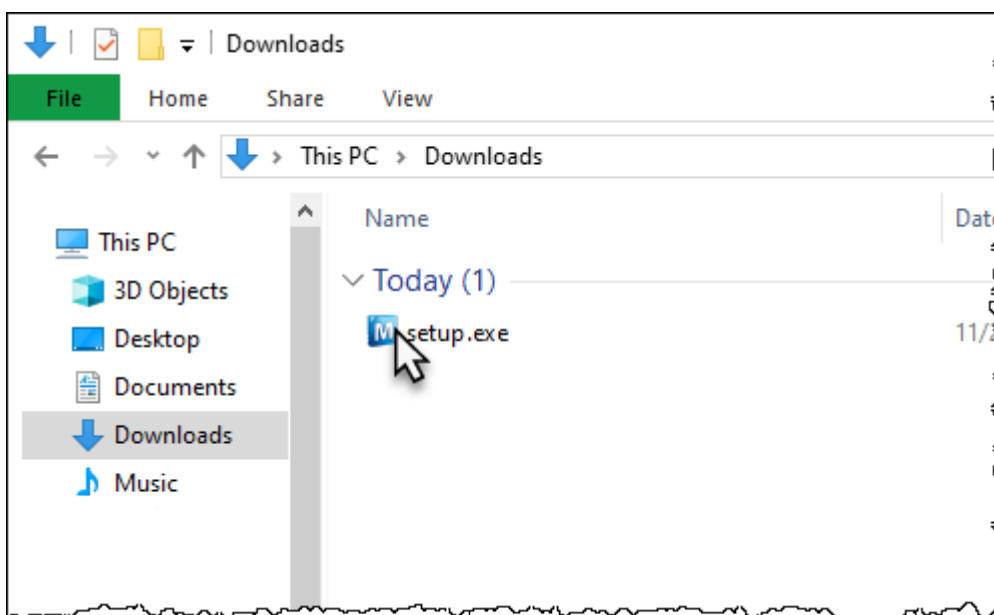 Downloads
File Home Share View
This PC > Downloads
Name
This PC
Today (1)
3D Objects
M setup.exe
Desktop
Documents
Downloads
Music